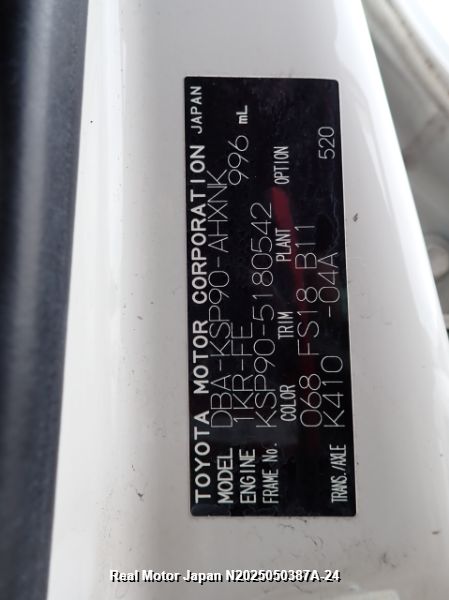 TOYOTA MOTOR CORPORATION JAPAN
MODEL DBA-KSP90-AHXNK
ENGINE 1KR-FE 996 mL
FRAME No. KSP90-5180542
COLOR TRIM PLANT OPTION
068 FS18 B11 520
TRANS./AXLE K410 -04A
Real Motor Japan N2025050387A-24